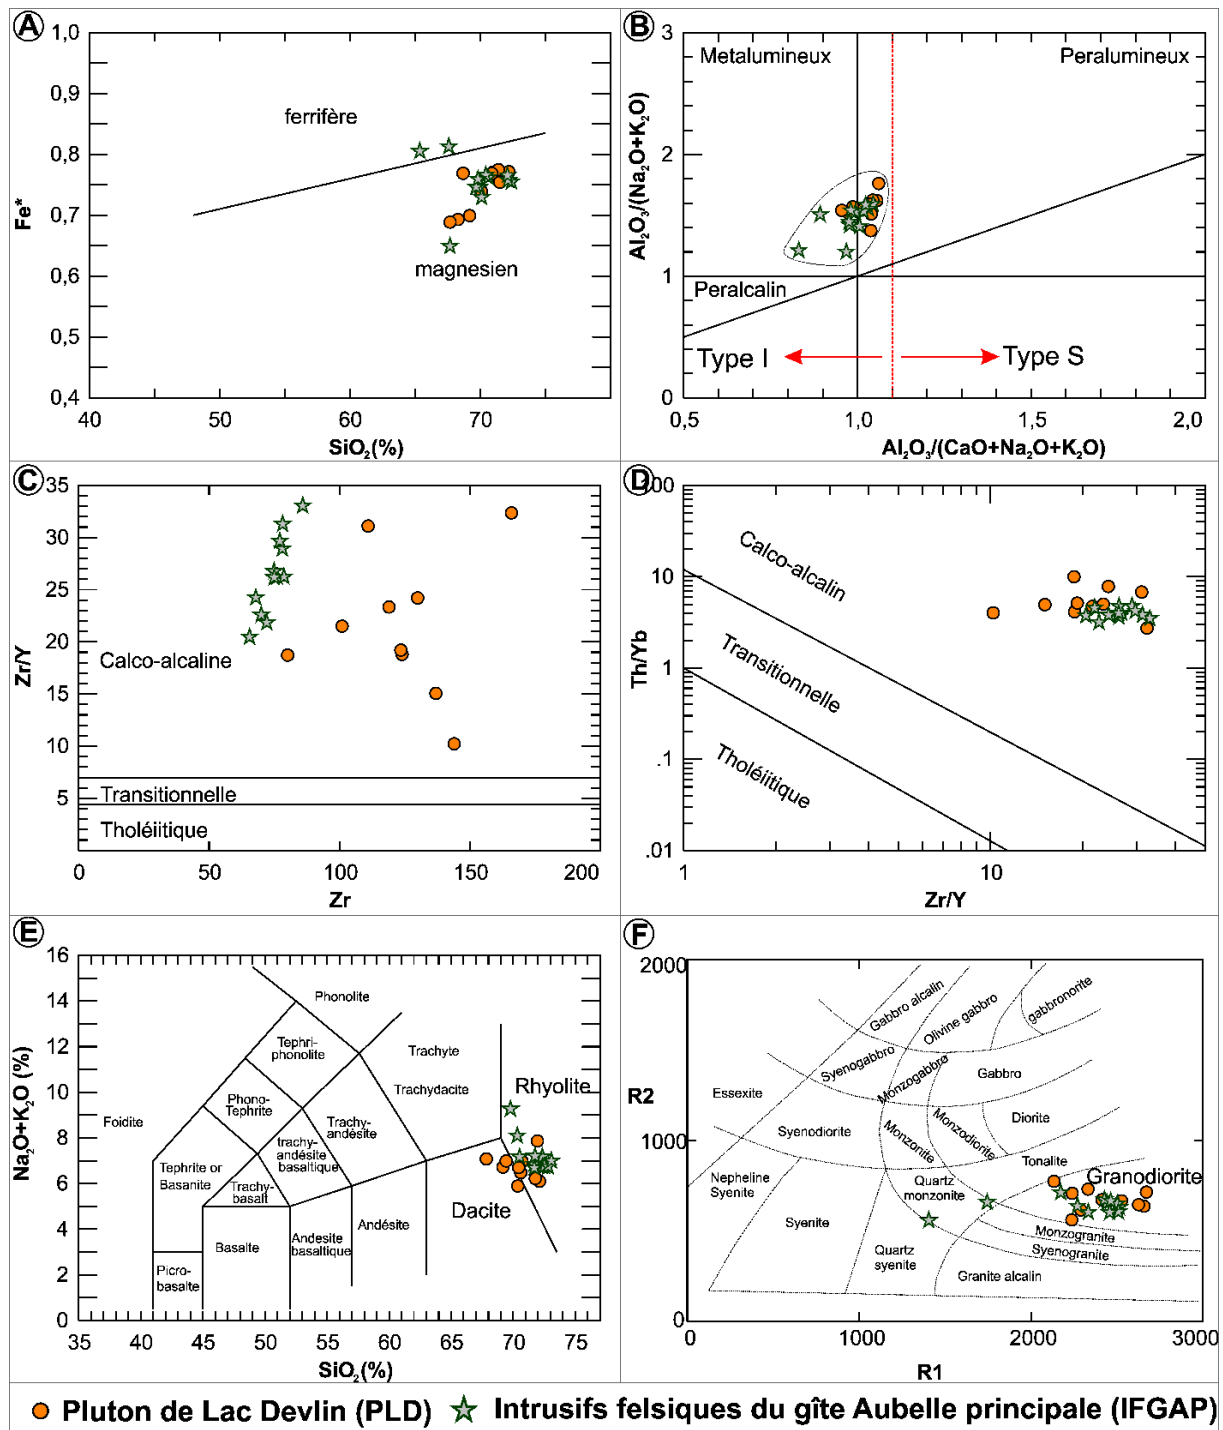 A
1,0
0,9
0,8
0,7
0,6
0,5
0,4
Fe*
ferrifère
magnesien
40
50
60
70
SiO₂(%)
B
3
2
1
0
Al₂O₃/(Na₂O+K₂O)
Metalumineux
Peralumineux
Peralcalin
Type I
Type S
0,5
1,0
1,5
2,0
Al₂O₃/(CaO+Na₂O+K₂O)
C
35
30
25
20
15
10
5
Zr/Y
Calco-alcaline
Transitionnelle
Tholéiitique
0
50
100
150
200
Zr
D
100
10
1
.1
.01
Th/Yb
Calco-alcalin
Transitionnelle
Tholéiitique
1
10
Zr/Y
E
16
14
12
10
8
6
4
2
0
Na₂O+K₂O (%)
Phonolite
Tephri-
phonolite
Trachyte
Trachydacite
Rhyolite
Foidite
Phono-
Tephrite
Trachy-
andésite
trachy-
andésite
basaltique
Tephrite or
Basanite
Trachy-
basalt
Dacite
Andésite
Basalte
Andesite
basaltique
Picro-
basalte
35
40
45
50
55
60
65
70
75
SiO₂(%)
F
2000
1000
0
R2
Gabbro alcalin
Olivine gabbro
gabbronorite
Syenogabbro
Monzogabbro
Gabbro
Essexite
Syenodiorite
Monzonite
Monzodiorite
Diorite
Tonalite
Granodiorite
Nepheline
Syenite
Quartz
monzonite
Syenite
Monzogranite
Syenogranite
Quartz
syenite
Granite alcalin
0
1000
2000
3000
R1
Pluton de Lac Devlin (PLD)
Intrusifs felsiques du gîte Aubelle principale (IFGAP)